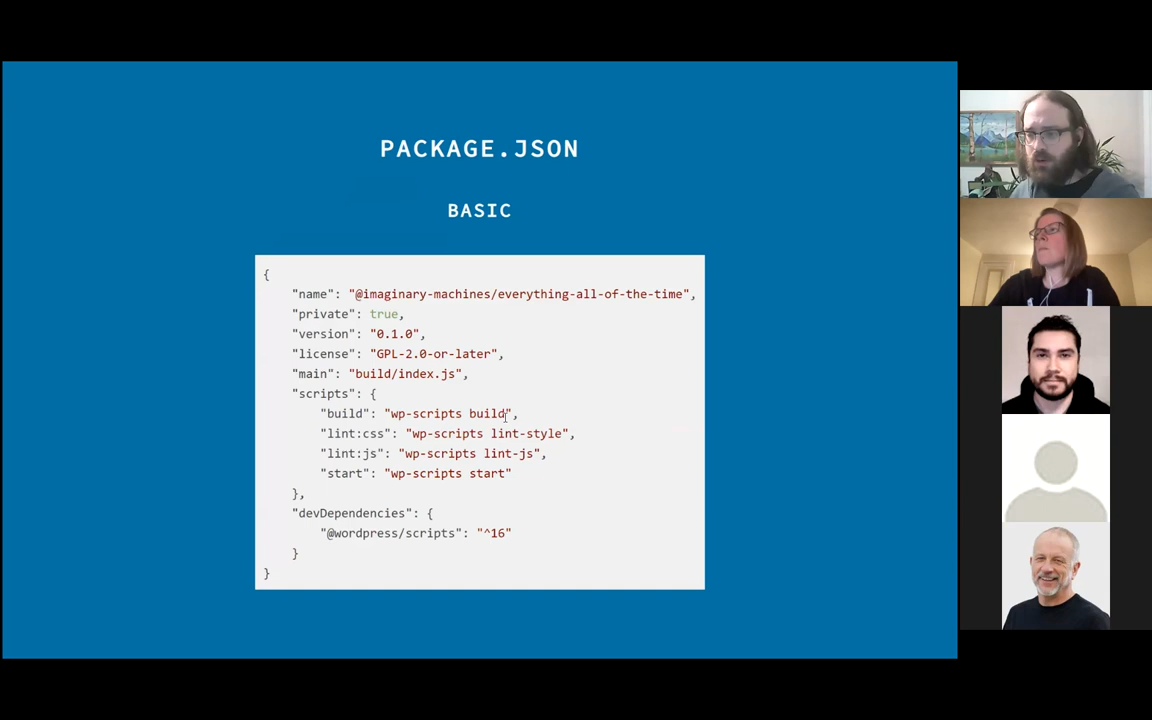 PACKAGE.JSON
BASIC
{
"name": "@imaginary-machines/everything-all-of-the-time",
"private": true,
"version": "0.1.0",
"license": "GPL-2.0-or-later",
"main": "build/index.js",
"scripts": {
"build": "wp-scripts build",
"lint:css": "wp-scripts lint-style",
"lint:js": "wp-scripts lint-js",
"start": "wp-scripts start"
},
"devDependencies": {
"@wordpress/scripts": "^16"
}
}